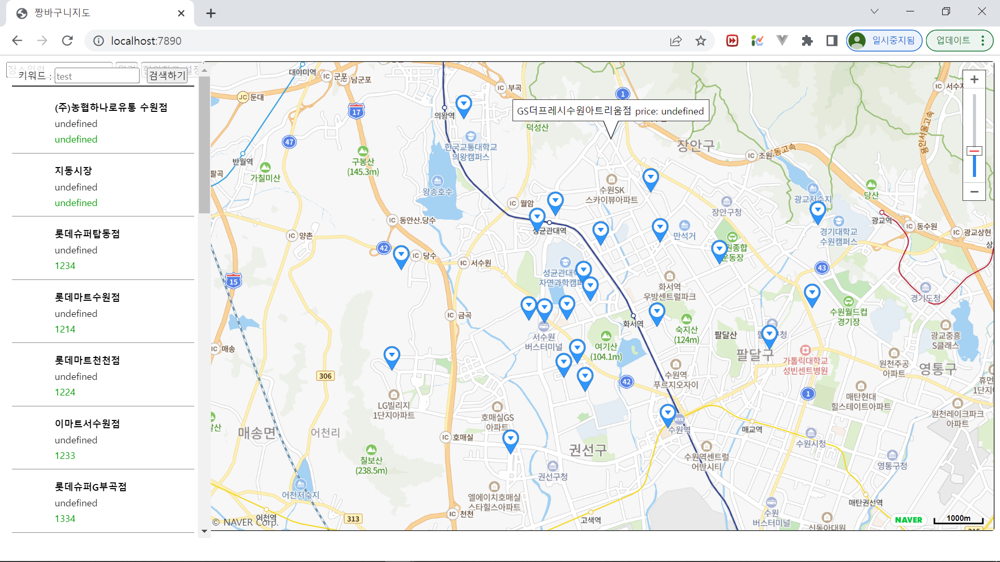 짱바구니지도
localhost:7890
일시중지됨
업데이트
장소입력
키워드 :
test
검색하기
(주)농협하나로유통 수원점
undefined
undefined
지동시장
undefined
undefined
롯데슈퍼탑동점
undefined
1234
롯데마트수원점
undefined
1214
롯데마트천천점
undefined
1224
이마트서수원점
undefined
1233
롯데슈퍼G부곡점
undefined
1334
대야미역
IC 군포
IC 남군포
IC 부곡
JC 둔대
17
의왕역
1
GS더프레시수원아트리움점 price: undefined
덕성산
IC 서수지
용인서울고속
47
한국교통대학교
의왕캠퍼스
장안구
IC 조원
동고속
반월역
구봉산
(145.3m)
팔곡
가칠미산
왕송호수
수원SK
스카이뷰아파트
광교저수지
당산
IC 월암
장안구청
광교역
IC 동안산.당수
성균관대역
만석거
경기대학교
수원캠퍼스
IC 동수원
IC 광교상현
IC 양촌
42
IC 당수
IC 서수원
원종합
운동장
43
15
자연과학캠퍼
화서역
우방센트럴파크
경기도청
수원월드컵
경기장
IC 금곡
서수원
버스터미널
화서역
숙지산
(124m)
팔달산
광교중흥
S클래스
IC 매송
여기산
(104.1m)
팔달구
가톨릭대학교
성빈센트병원
원천주공
아파트
영통구
306
42
수원역
푸르지오자이
1
매탄현대
힐스테이트아파트
LG빌리지
1단지아파트
호매실GS
아파트
원천레이크파크
아파트
매송면
어천리
IC 호매실
KTX
수원역
매교역
수원시청
권선구
수원역센트럴
어반시티
영통구청
칠보산
(238.5m)
권선구청
어천저수지
엘에이치호매실
스타힐스아파트
매탄권선역
수원
버스터미널
어천역
313
IC 천천
고색역
신동아대원
© NAVER Corp.
NAVER
1000m